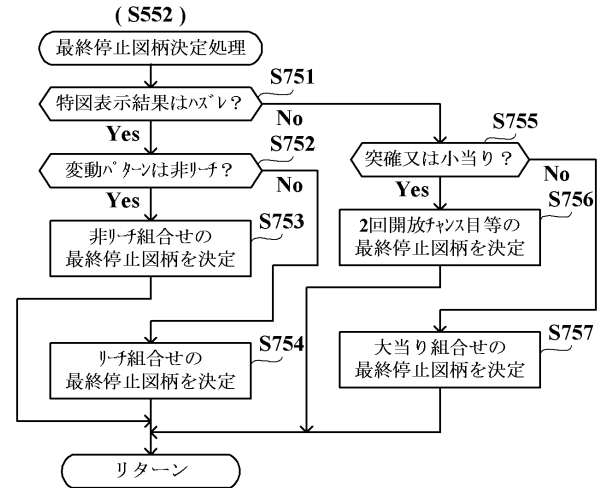 ( S552 )
最終停止図柄決定処理
S751
特図表示結果はﾊｽﾞﾚ?
Yes
No
S752
変動ﾊﾟﾀｰﾝは非ﾘｰﾁ?
Yes
No
S753
非ﾘｰﾁ組合せの
最終停止図柄を決定
S754
ﾘｰﾁ組合せの
最終停止図柄を決定
S755
突確又は小当り?
Yes
No
S756
2回開放ﾁｬﾝｽ目等の
最終停止図柄を決定
S757
大当り組合せの
最終停止図柄を決定
リターン